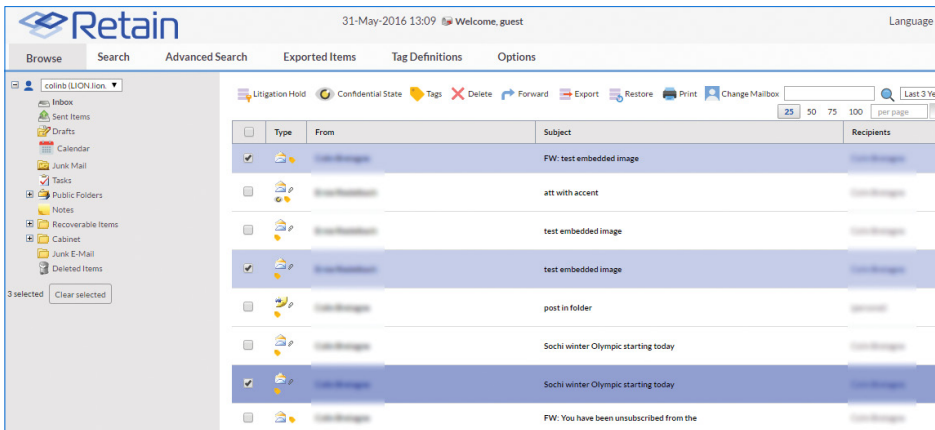 Retain
31-May-2016 13:09 Welcome, guest
Language
Browse Search Advanced Search Exported Items Tag Definitions Options
colinb (LION.lion.
Inbox
Sent Items
Drafts
Calendar
Junk Mail
Tasks
Public Folders
Notes
Recoverable Items
Cabinet
Junk E-Mail
Deleted Items
3 selected Clear selected
Litigation Hold Confidential State Tags Delete Forward Export Restore Print Change Mailbox Last 3 Ye
25 50 75 100 per page
Type From Subject Recipients
FW: test embedded image
att with accent
test embedded image
test embedded image
post in folder
Sochi winter Olympic starting today
Sochi winter Olympic starting today
FW: You have been unsubscribed from the